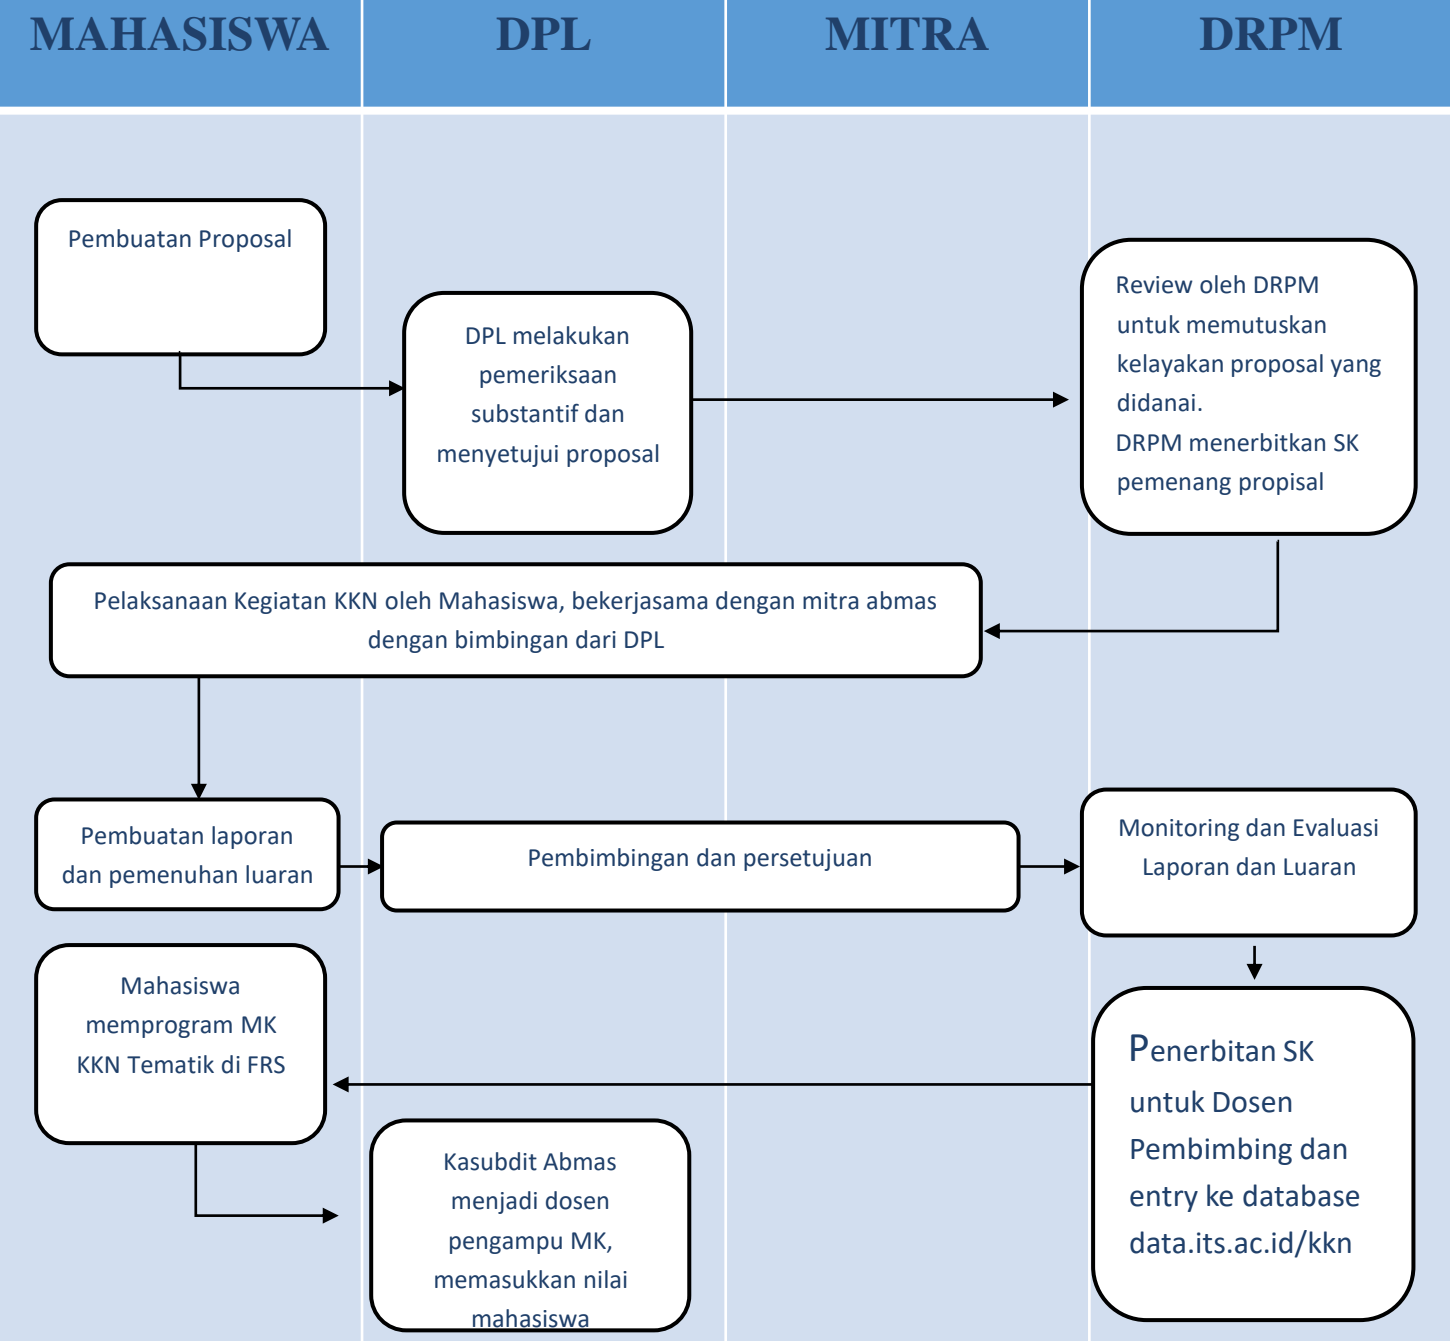 MAHASISWA
DPL
MITRA
DRPM
Pembuatan Proposal
DPL melakukan
pemeriksaan
substantif dan
menyetujui proposal
Review oleh DRPM
untuk memutuskan
kelayakan proposal yang
didanai.
DRPM menerbitkan SK
pemenang propisal
Pelaksanaan Kegiatan KKN oleh Mahasiswa, bekerjasama dengan mitra abmas
dengan bimbingan dari DPL
Pembuatan laporan
dan pemenuhan luaran
Pembimbingan dan persetujuan
Monitoring dan Evaluasi
Laporan dan Luaran
Penerbitan SK
untuk Dosen
Pembimbing dan
entry ke database
data.its.ac.id/kkn
Mahasiswa
memprogram MK
KKN Tematik di FRS
Kasubdit Abmas
menjadi dosen
pengampu MK,
memasukkan nilai
mahasiswa